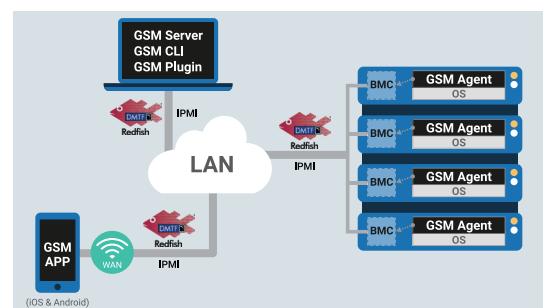 GSM Server
GSM CLI
GSM Plugin
DMTF
Redfish
IPMI
LAN
DMTF
Redfish
IPMI
BMC
GSM Agent
OS
BMC
GSM Agent
OS
BMC
GSM Agent
OS
BMC
GSM Agent
OS
GSM
APP
WAN
DMTF
Redfish
IPMI
(iOS & Android)